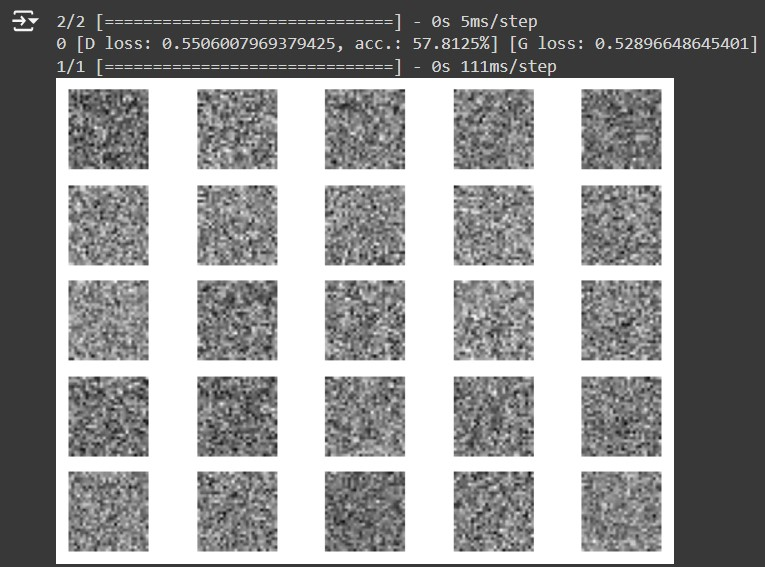 2/2 [==============================] - 0s 5ms/step
0 [D loss: 0.5506007969379425, acc.: 57.8125%] [G loss: 0.52896648645401]
1/1 [==============================] - 0s 111ms/step